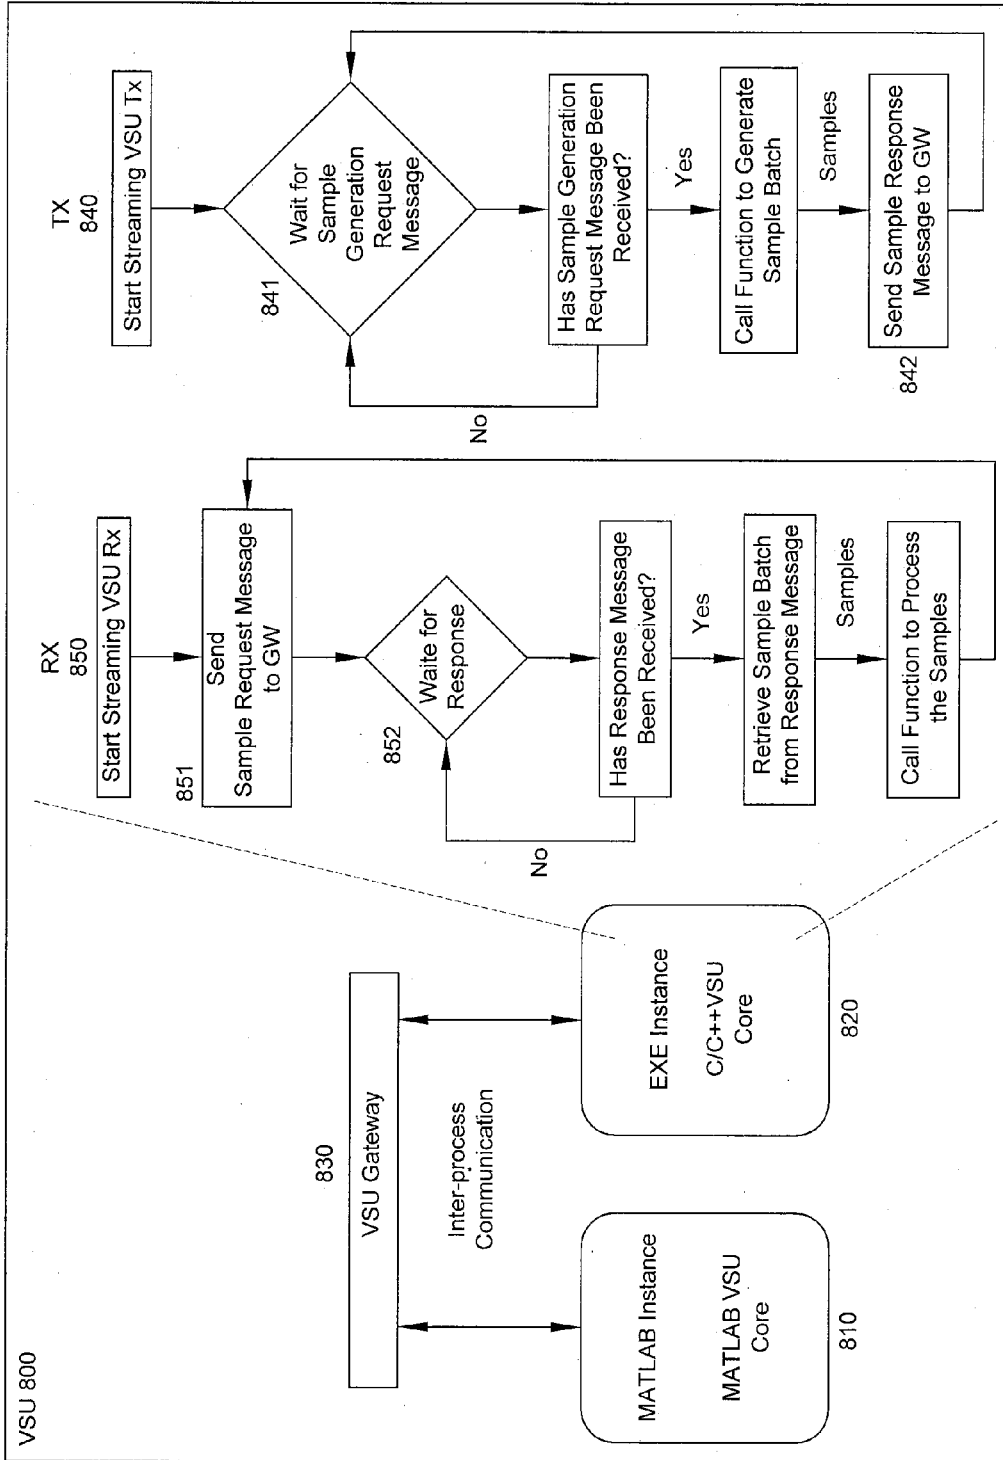 VSU 800
830
VSU Gateway
Inter-process
Communication
MATLAB Instance
MATLAB VSU
Core
810
EXE Instance
C/C++VSU
Core
820
RX
850
Start Streaming VSU Rx
851
Send
Sample Request Message
to GW
852
Waite for
Response
No
Has Response Message
Been Received?
Yes
Retrieve Sample Batch
from Response Message
Samples
Call Function to Process
the Samples
TX
840
Start Streaming VSU Tx
841
Wait for
Sample
Generation
Request
Message
No
Has Sample Generation
Request Message Been
Received?
Yes
Call Function to Generate
Sample Batch
Samples
Send Sample Response
Message to GW
842